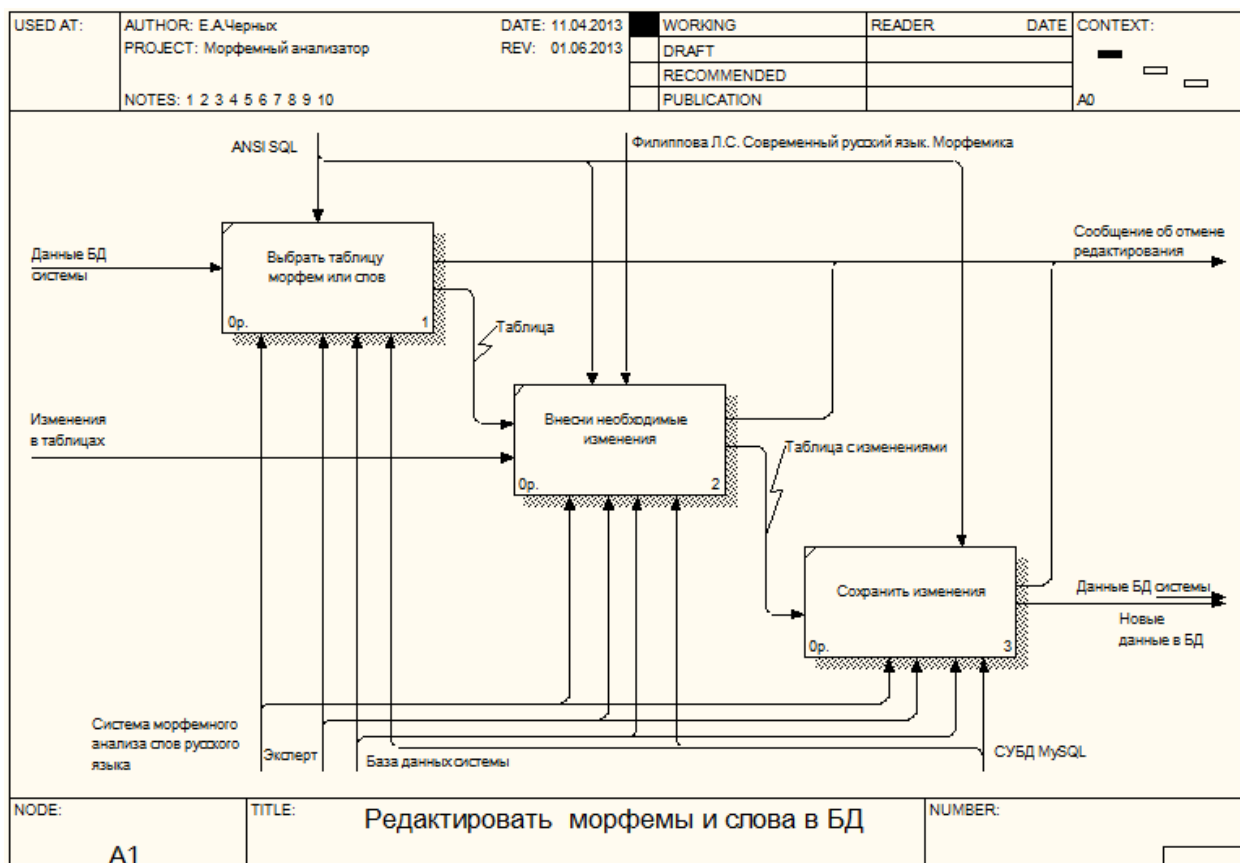 USED AT:
AUTHOR: Е.А.Черных
DATE: 11.04.2013
PROJECT: Морфемный анализатор
REV: 01.06.2013
NOTES: 1 2 3 4 5 6 7 8 9 10
WORKING
DRAFT
RECOMMENDED
PUBLICATION
READER
DATE
CONTEXT:
A0
ANSI SQL
Филиппова Л.С. Современный русский язык. Морфемика
Данные БД
системы
Выбрать таблицу
морфем или слов
0р.
1
Сообщение об отмене
редактирования
Таблица
Изменения
в таблицах
Внесни необходимые
изменения
0р.
2
Таблица с изменениями
Сохранить изменения
0р.
3
Данные БД системы
Новые
данные в БД
Система морфемного
анализа слов русского
языка
Эксперт
База данных системы
СУБД MySQL
NODE:
A1
TITLE:
Редактировать морфемы и слова в БД
NUMBER: